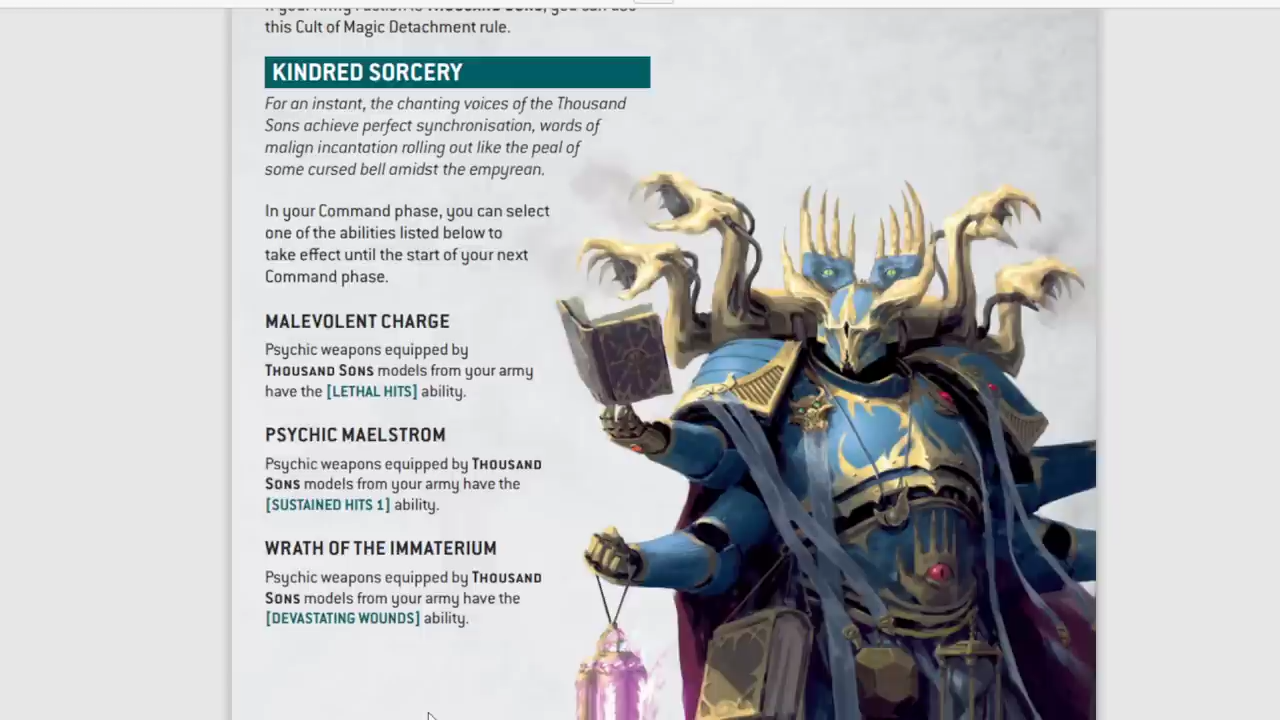 this Cult of Magic Detachment rule.
KINDRED SORCERY
For an instant, the chanting voices of the Thousand
Sons achieve perfect synchronisation, words of
malign incantation rolling out like the peal of
some cursed bell amidst the empyrean.
In your Command phase, you can select
one of the abilities listed below to
take effect until the start of your next
Command phase.
MALEVOLENT CHARGE
Psychic weapons equipped by
THOUSAND SONS models from your army
have the [LETHAL HITS] ability.
PSYCHIC MAELSTROM
Psychic weapons equipped by THOUSAND
SONS models from your army have the
[SUSTAINED HITS 1] ability.
WRATH OF THE IMMATERIUM
Psychic weapons equipped by THOUSAND
SONS models from your army have the
[DEVASTATING WOUNDS] ability.